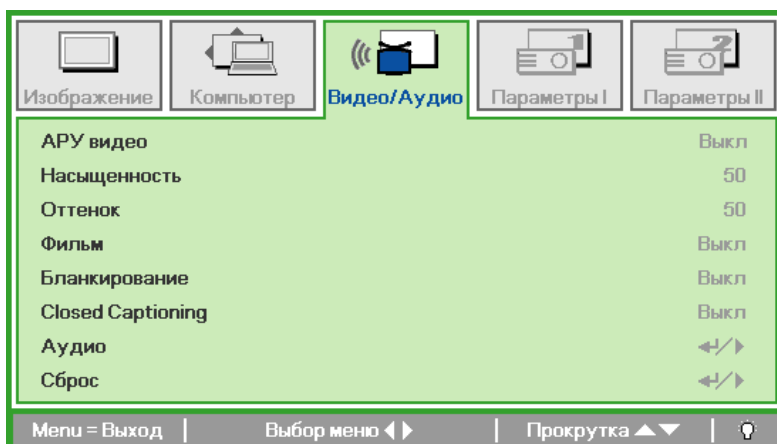 Изображение Компьютер Видео/Аудио Параметры I Параметры II
АРУ видео Выкл
Насыщенность 50
Оттенок 50
Фильм Выкл
Бланкирование Выкл
Closed Captioning Выкл
Аудио
Сброс
Menu = Выход Выбор меню Прокрутка